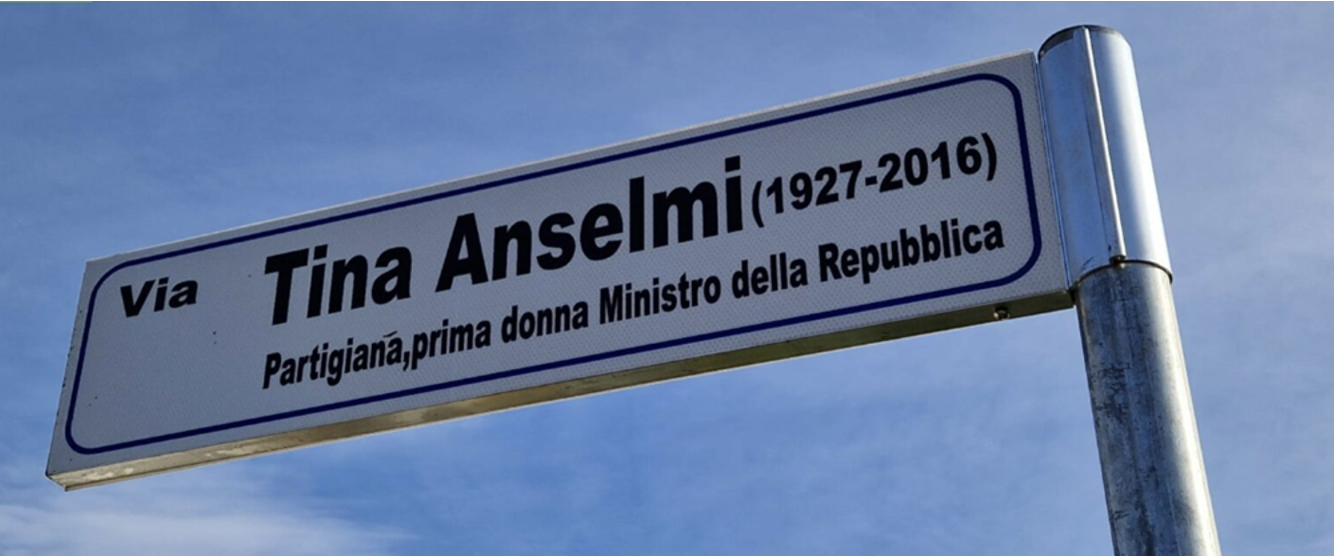 Via Tina Anselmi (1927-2016)
Partigiana,prima donna Ministro della Repubblica